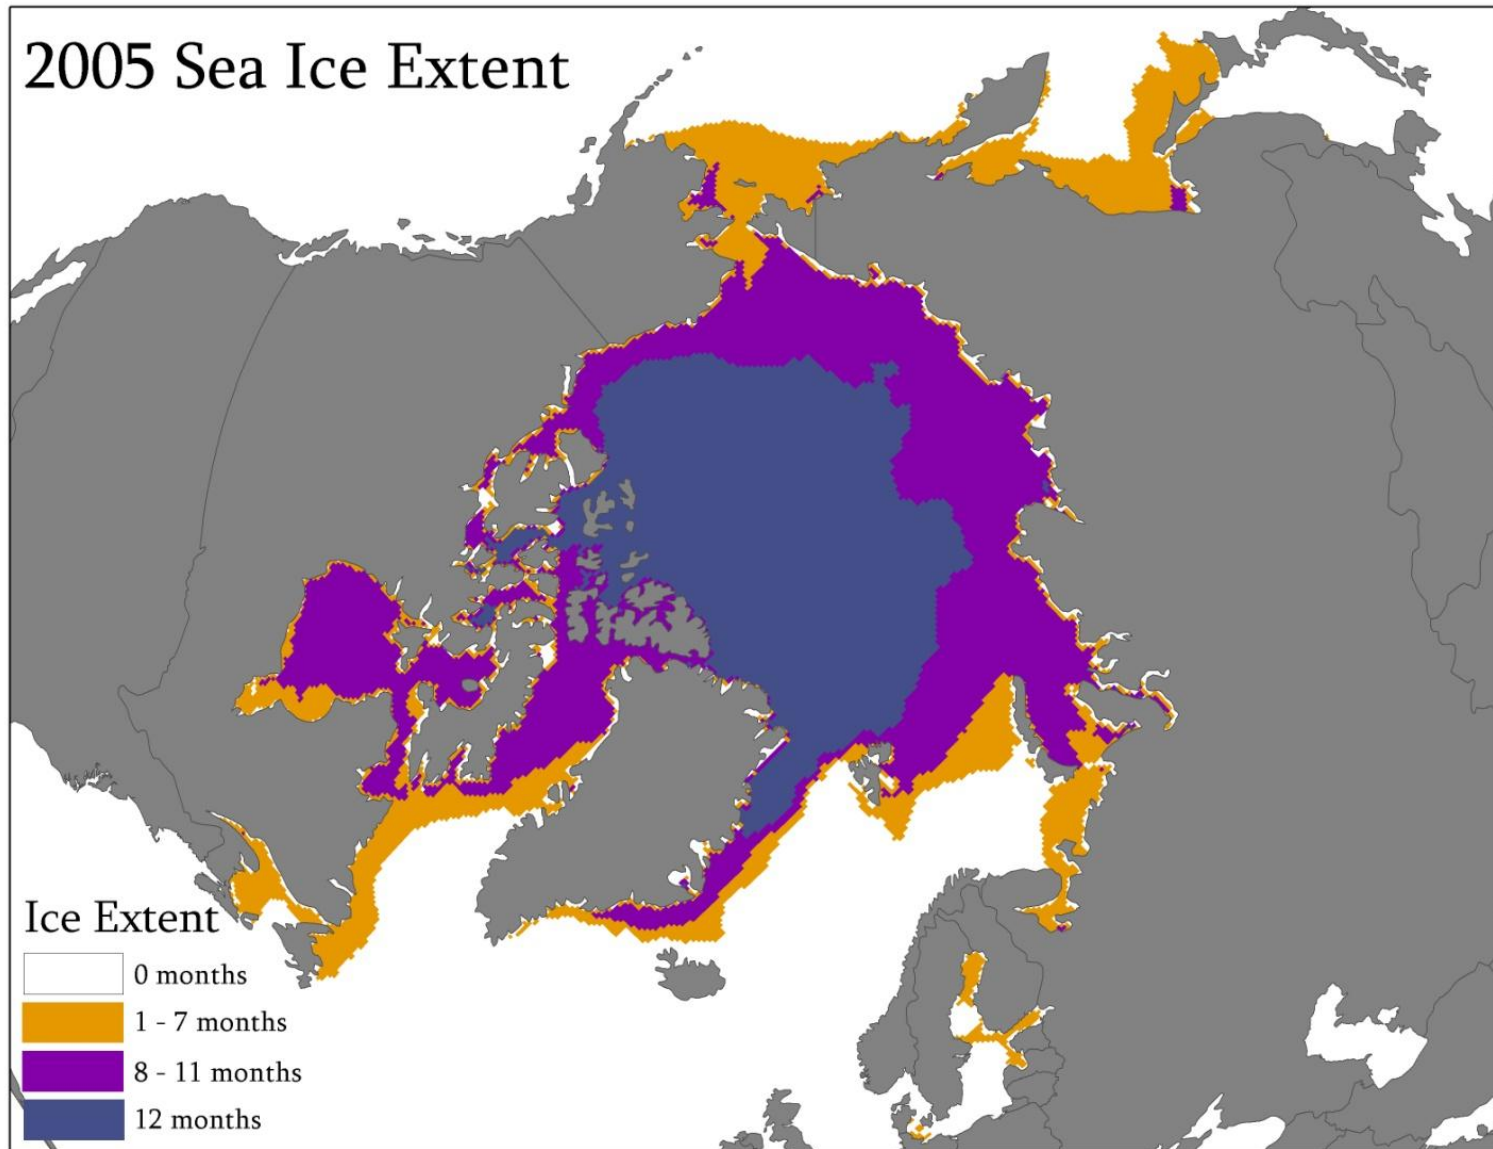 2005 Sea Ice Extent
Ice Extent
0 months
1 - 7 months
8 - 11 months
12 months